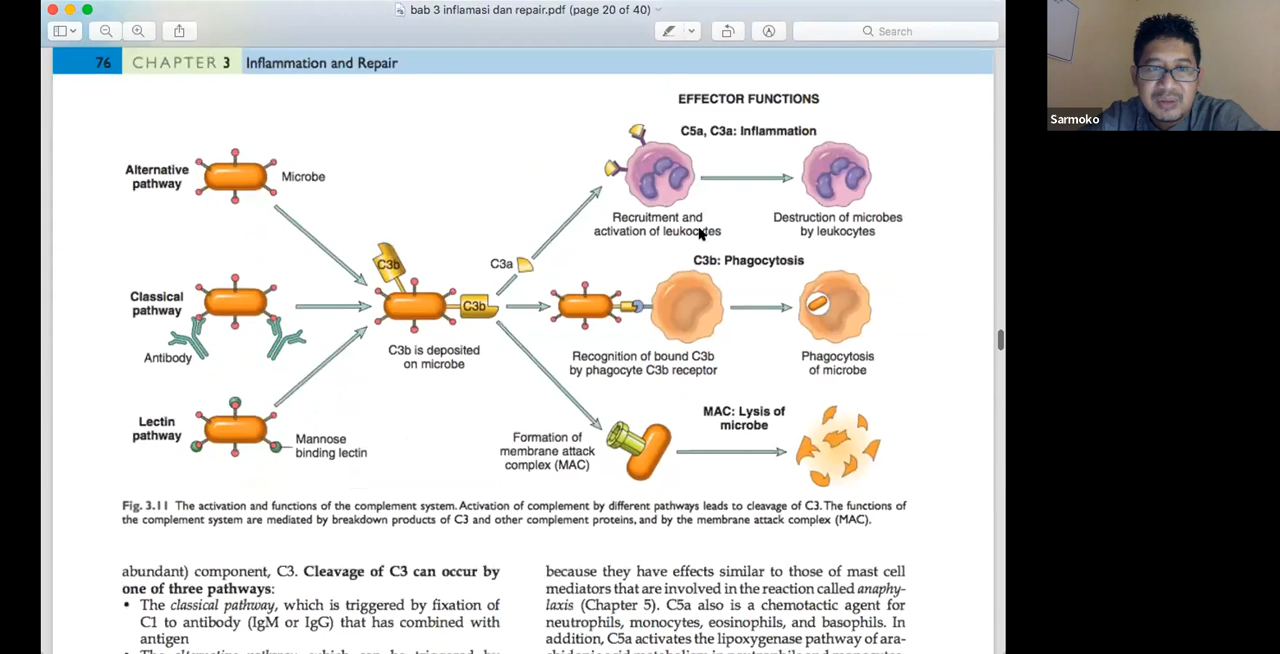 bab 3 inflamasi dan repair.pdf (page 20 of 40)
Search
76 CHAPTER 3 Inflammation and Repair
Sarmoko
EFFECTOR FUNCTIONS
C5a, C3a: Inflammation
Alternative
pathway
Microbe
Recruitment and
activation of leukocytes
Destruction of microbes
by leukocytes
C3b
C3a
C3b: Phagocytosis
Classical
pathway
C3b
Antibody
C3b is deposited
on microbe
Recognition of bound C3b
by phagocyte C3b receptor
Phagocytosis
of microbe
Lectin
pathway
Mannose
binding lectin
Formation of
membrane attack
complex (MAC)
MAC: Lysis of
microbe
Fig. 3.11 The activation and functions of the complement system. Activation of complement by different pathways leads to cleavage of C3. The functions of
the complement system are mediated by breakdown products of C3 and other complement proteins, and by the membrane attack complex (MAC).
abundant) component, C3. Cleavage of C3 can occur by
one of three pathways:
• The classical pathway, which is triggered by fixation of
C1 to antibody (IgM or IgG) that has combined with
antigen
because they have effects similar to those of mast cell
mediators that are involved in the reaction called anaphy-
laxis (Chapter 5). C5a also is a chemotactic agent for
neutrophils, monocytes, eosinophils, and basophils. In
addition, C5a activates the lipoxygenase pathway of ara-